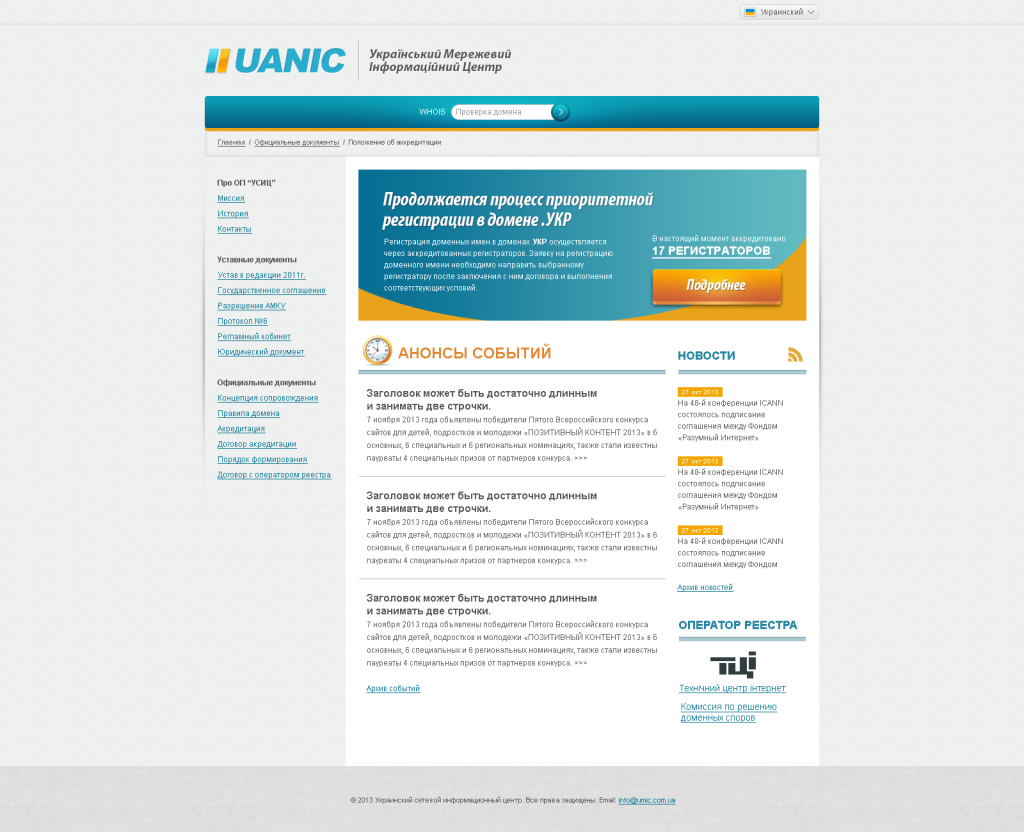 Украинский
UANIC
Український Мережевий
Інформаційний Центр
WHOIS
Проверка домена
Главная / Официальные документы / Положение об аккредитации
Про ОП “УСИЦ”
Миссия
История
Контакты
Уставные документы
Устав в редакции 2011г.
Государственное соглашение
Разрешение АМКУ
Протокол №6
Регламный кобинет
Юридический документ
Официальные документы
Концепция сопровождения
Правила домена
Акредитация
Договор акредитации
Порядок формирования
Договор с оператором реестра
Продолжается процесс приоритетной
регистрации в домене .УКР
Регистрация доменных имен в доменах .УКР осуществляется
через аккредитованных регистраторов. Заявку на регистрацию
доменного имени необходимо направить выбранному
регистратору после заключения с ним договора и выполнения
соответствующих условий.
В настоящий момент аккредитовано
17 РЕГИСТРАТОРОВ
Подробнее
АНОНСЫ СОБЫТИЙ
Заголовок может быть достаточно длинным
и занимать две строчки.
7 ноября 2013 года объявлены победители Пятого Всероссийского конкурса
сайтов для детей, подростков и молодежи «ПОЗИТИВНЫЙ КОНТЕНТ 2013» в 6
основных, 6 специальных и 6 региональных номинациях, также стали известны
лауреаты 4 специальных призов от партнеров конкурса. >>>
Заголовок может быть достаточно длинным
и занимать две строчки.
7 ноября 2013 года объявлены победители Пятого Всероссийского конкурса
сайтов для детей, подростков и молодежи «ПОЗИТИВНЫЙ КОНТЕНТ 2013» в 6
основных, 6 специальных и 6 региональных номинациях, также стали известны
лауреаты 4 специальных призов от партнеров конкурса. >>>
Заголовок может быть достаточно длинным
и занимать две строчки.
7 ноября 2013 года объявлены победители Пятого Всероссийского конкурса
сайтов для детей, подростков и молодежи «ПОЗИТИВНЫЙ КОНТЕНТ 2013» в 6
основных, 6 специальных и 6 региональных номинациях, также стали известны
лауреаты 4 специальных призов от партнеров конкурса. >>>
Архив событий
НОВОСТИ
27 окт 2013
На 48-й конференции ICANN
состоялось подписание
соглашения между Фондом
«Разумный Интернет»
27 окт 2013
На 48-й конференции ICANN
состоялось подписание
соглашения между Фондом
«Разумный Интернет»
27 окт 2013
На 48-й конференции ICANN
состоялось подписание
соглашения между Фондом
Архив новостей
ОПЕРАТОР РЕЕСТРА
тці
Технічний центр інтернет
Комиссия по решению
доменных споров
© 2013 Украинский сетевой информационный центр. Все права защищены. Email: info@umic.com.ua